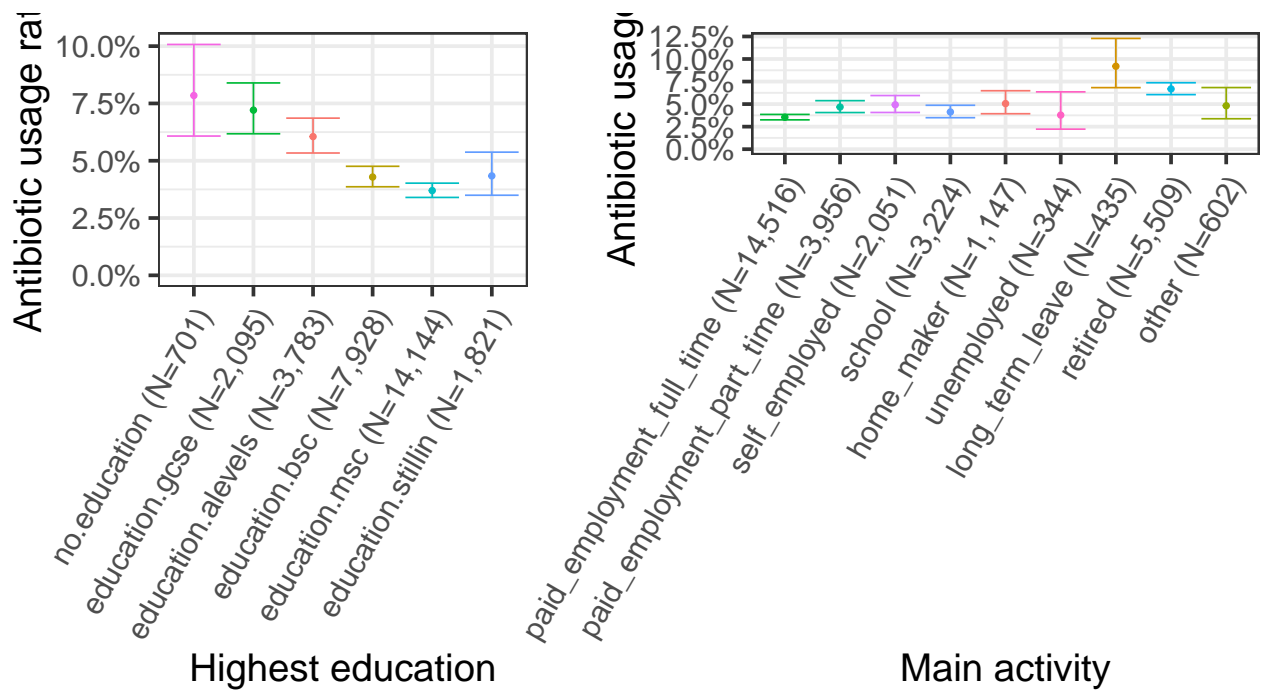 Antibiotic usage rat
10.0%
7.5%
5.0%
2.5%
0.0%
no.education (N=701)
education.gcse (N=2,095)
education.alevels (N=3,783)
education.bsc (N=7,928)
education.msc (N=14,144)
education.stillin (N=1,821)
Highest education
Antibiotic usag
12.5%
10.0%
7.5%
5.0%
2.5%
0.0%
paid_employment_full_time (N=14,516)
paid_employment_part_time (N=3,956)
self_employed (N=2,051)
school (N=3,224)
home_maker (N=1,147)
unemployed (N=344)
long_term_leave (N=435)
retired (N=5,509)
other (N=602)
Main activity